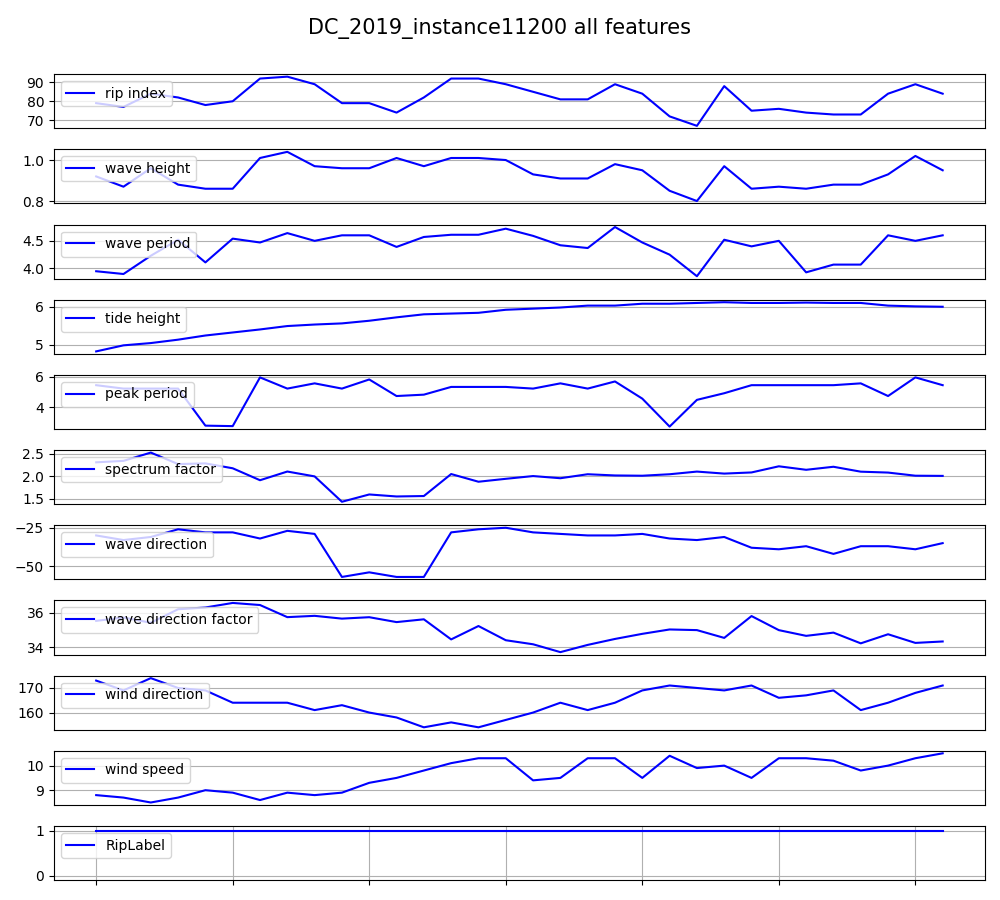 DC_2019_instance11200 all features
90
80
70
rip index
1.0
0.8
wave height
4.5
4.0
wave period
6
5
tide height
6
4
peak period
2.5
2.0
1.5
spectrum factor
−25
−50
wave direction
36
34
wave direction factor
170
160
wind direction
10
9
wind speed
1
0
RipLabel